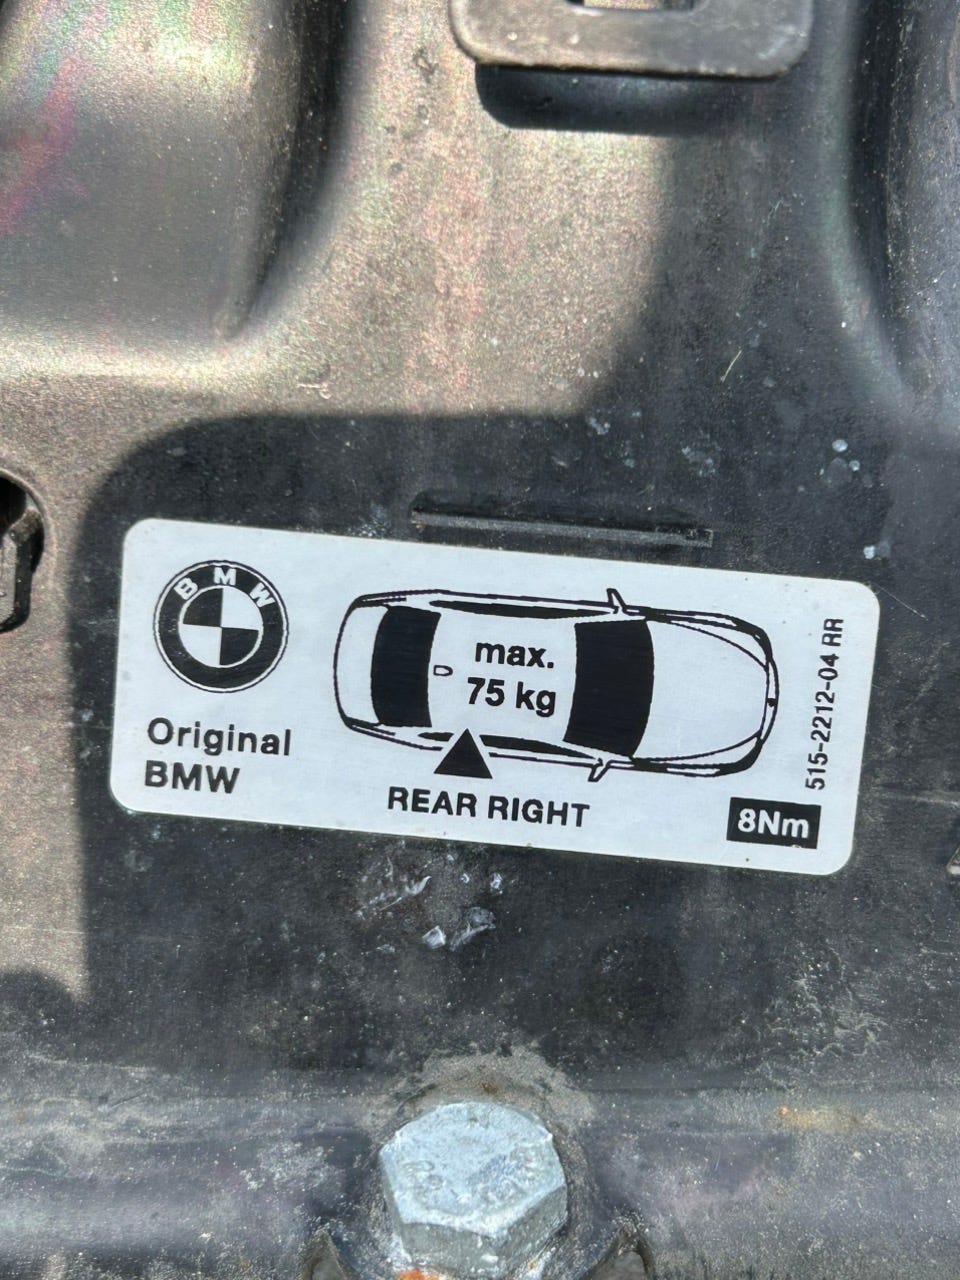 BMW
Original
BMW
max.
75 kg
REAR RIGHT
8Nm
515-2212-04 RR